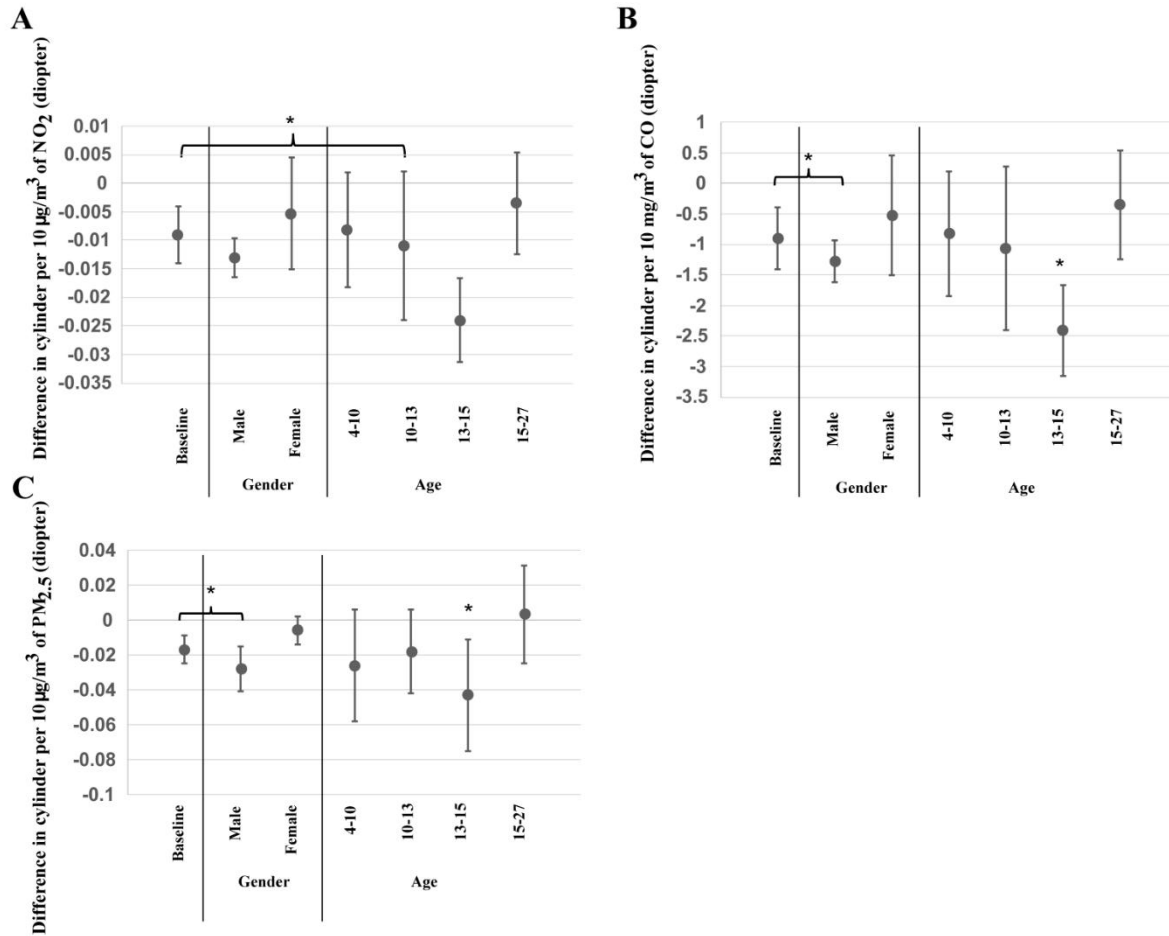 A
Difference in cylinder per 10 µg/m³ of NO₂ (diopter)
0.01
0.005
0
-0.005
-0.01
-0.015
-0.02
-0.025
-0.03
-0.035
*
Baseline
Male
Female
4-10
10-13
13-15
15-27
Gender
Age
B
Difference in cylinder per 10 mg/m³ of CO (diopter)
1
0.5
0
-0.5
-1
-1.5
-2
-2.5
-3
-3.5
*
*
Baseline
Male
Female
4-10
10-13
13-15
15-27
Gender
Age
C
Difference in cylinder per 10µg/m³ of PM₂.₅ (diopter)
0.04
0.02
0
-0.02
-0.04
-0.06
-0.08
-0.1
*
*
Baseline
Male
Female
4-10
10-13
13-15
15-27
Gender
Age